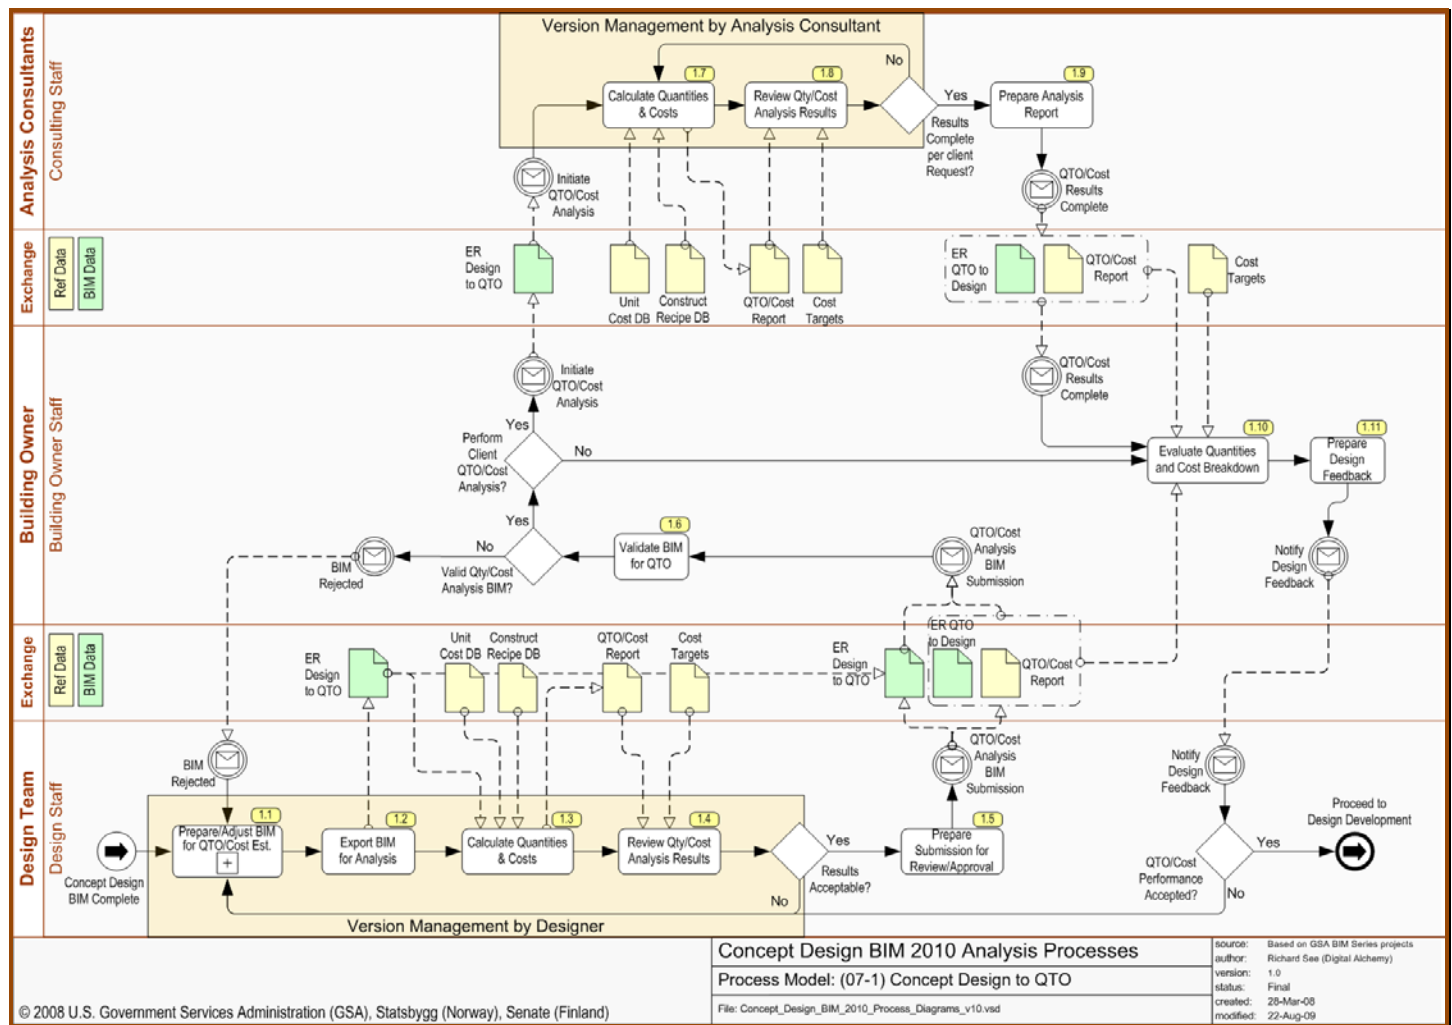 Version Management by Analysis Consultant
Analysis Consultants
Consulting Staff
No
1.7
Calculate Quantities
& Costs
1.8
Review Qty/Cost
Analysis Results
Yes
Results
Complete
per client
Request?
1.9
Prepare Analysis
Report
Initiate
QTO/Cost
Analysis
QTO/Cost
Results
Complete
Exchange
Ref Data
BIM Data
ER
Design
to QTO
Unit
Cost DB
Construct
Recipe DB
QTO/Cost
Report
Cost
Targets
ER
QTO to
Design
QTO/Cost
Report
Cost
Targets
Building Owner
Building Owner Staff
Initiate
QTO/Cost
Analysis
QTO/Cost
Results
Complete
Yes
Perform
Client
QTO/Cost
Analysis?
No
1.10
Evaluate Quantities
and Cost Breakdown
1.11
Prepare
Design
Feedback
Yes
No
Valid Qty/Cost
Analysis BIM?
1.6
Validate BIM
for QTO
QTO/Cost
Analysis
BIM
Submission
BIM
Rejected
Notify
Design
Feedback
Exchange
Ref Data
BIM Data
ER
Design
to QTO
Unit
Cost DB
Construct
Recipe DB
QTO/Cost
Report
Cost
Targets
ER
Design
to QTO
ER QTO
to Design
QTO/Cost
Report
Design Team
Design Staff
BIM
Rejected
QTO/Cost
Analysis
BIM
Submission
Notify
Design
Feedback
Concept Design
BIM Complete
1.1
Prepare/Adjust BIM
for QTO/Cost Est.
+
1.2
Export BIM
for Analysis
1.3
Calculate Quantities
& Costs
1.4
Review Qty/Cost
Analysis Results
Yes
Results
Acceptable?
No
1.5
Prepare
Submission for
Review/Approval
QTO/Cost
Performance
Accepted?
Yes
No
Proceed to
Design Development
Version Management by Designer
© 2008 U.S. Government Services Administration (GSA), Statsbygg (Norway), Senate (Finland)
Concept Design BIM 2010 Analysis Processes
Process Model: (07-1) Concept Design to QTO
File: Concept_Design_BIM_2010_Process_Diagrams_v10.vsd
source: Based on GSA BIM Series projects
author: Richard See (Digital Alchemy)
version: 1.0
status: Final
created: 28-Mar-08
modified: 22-Aug-09